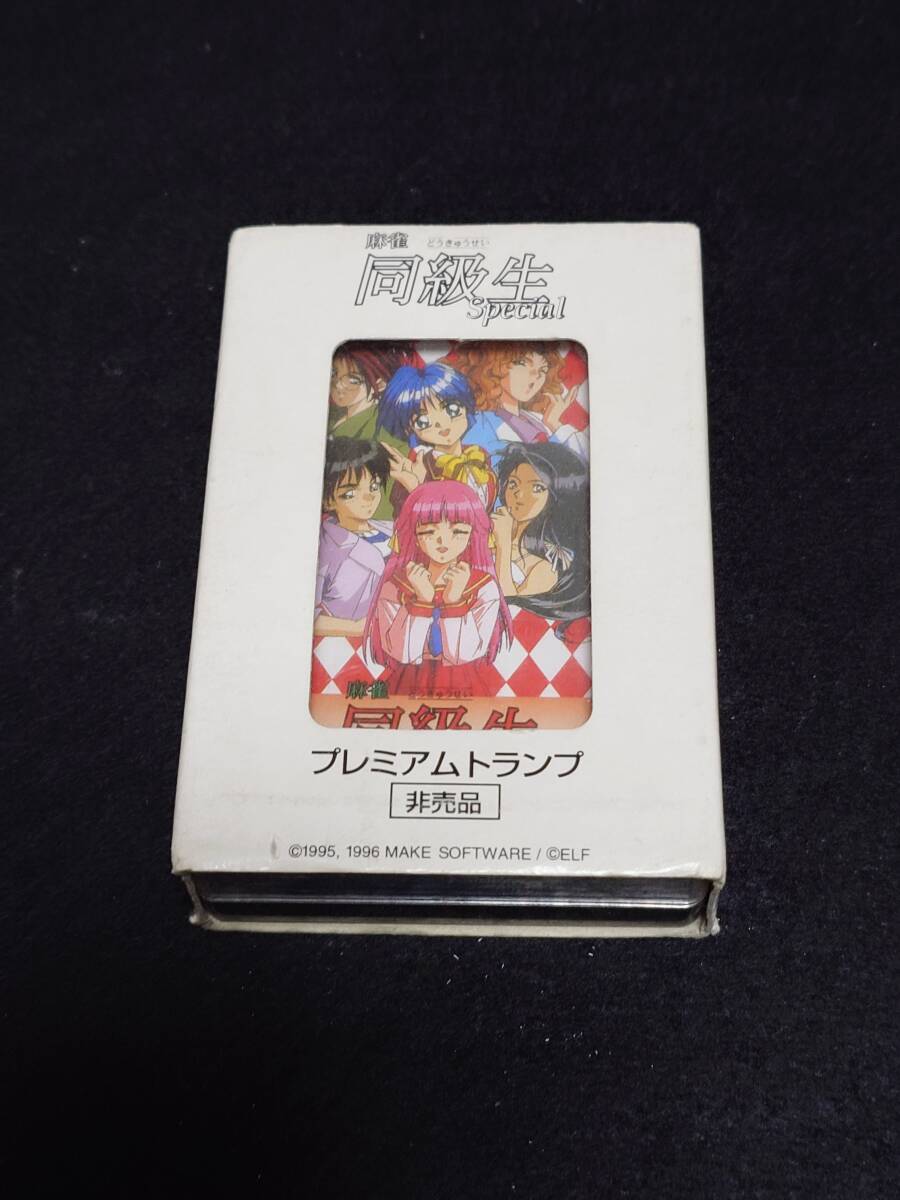 麻雀 どうきゅうせい
同級生
Special
麻雀 どうきゅうせい
同級生
プレミアムトランプ
非売品
©1995, 1996 MAKE SOFTWARE / ©ELF